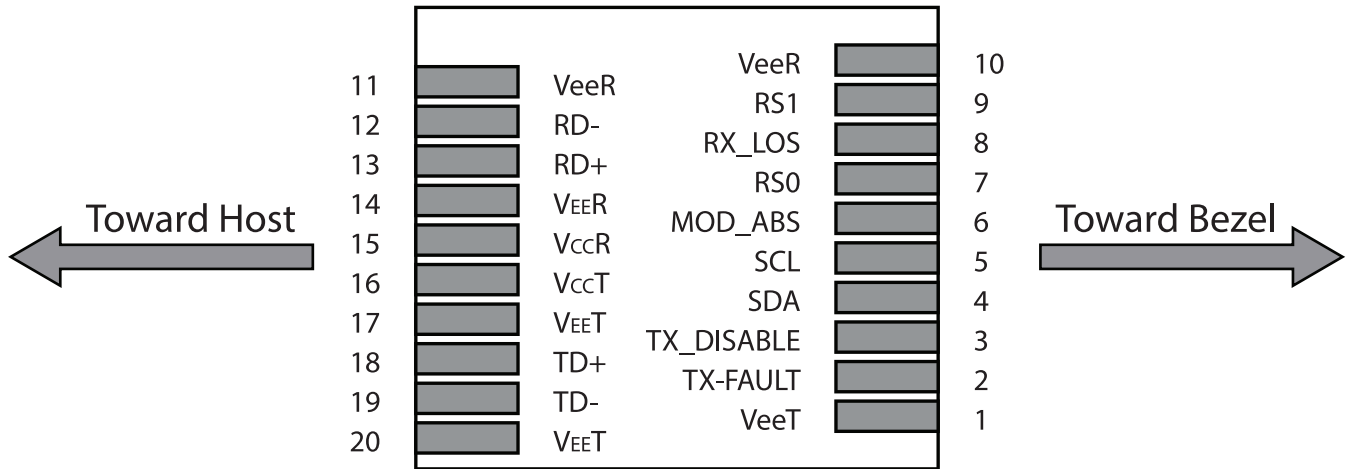 VeeR 10
11 VeeR
RS1 9
12 RD-
RX_LOS 8
13 RD+
RS0 7
14 VEER
MOD_ABS 6
15 VCCR
SCL 5
16 VCCT
SDA 4
17 VEET
TX_DISABLE 3
18 TD+
TX-FAULT 2
19 TD-
VeeT 1
20 VEET
Toward Host
Toward Bezel